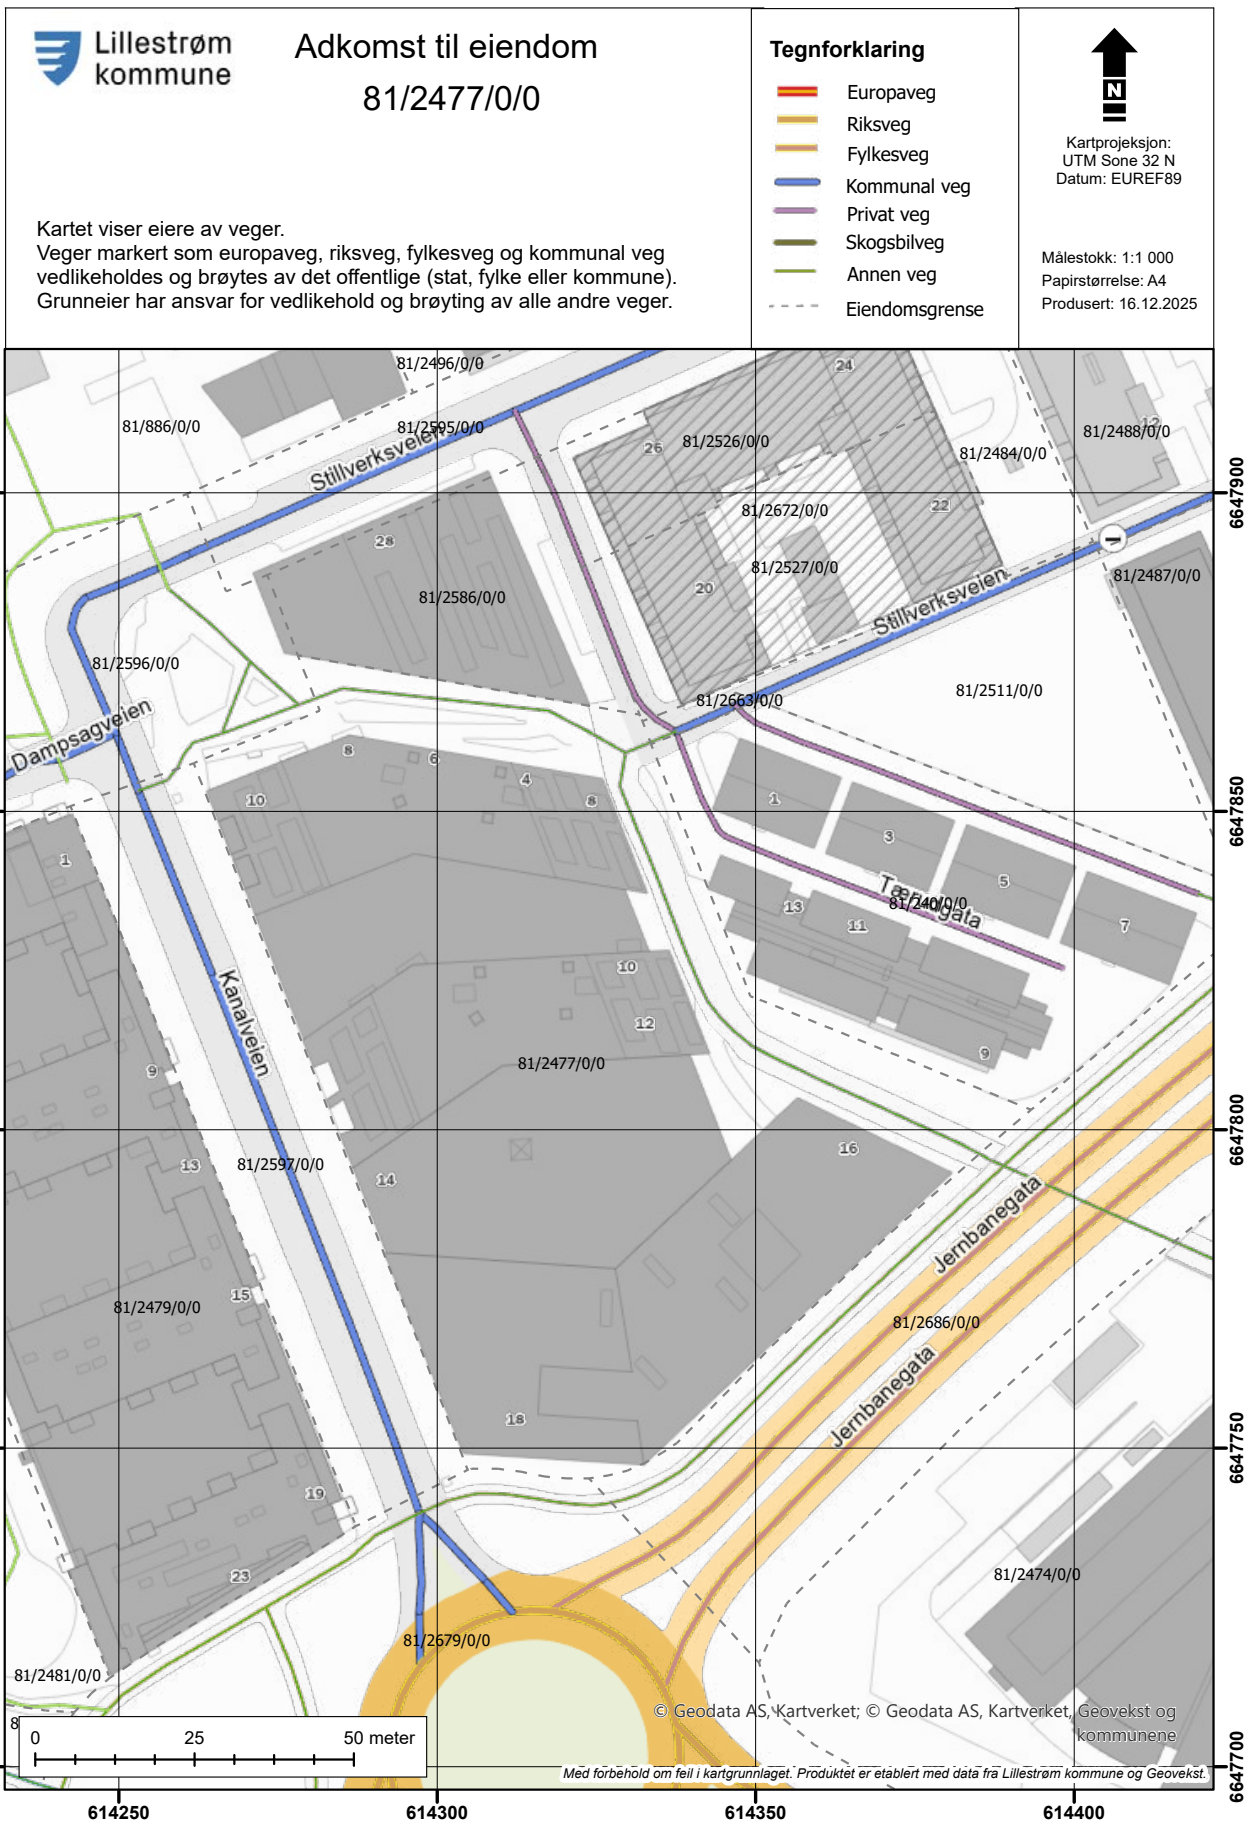 Lillestrøm
kommune
Adkomst til eiendom
81/2477/0/0
Kartet viser eiere av veger.
Veger markert som europaveg, riksveg, fylkesveg og kommunal veg
vedlikeholdes og brøytes av det offentlige (stat, fylke eller kommune).
Grunneier har ansvar for vedlikehold og brøyting av alle andre veger.
Tegnforklaring
Europaveg
Riksveg
Fylkesveg
Kommunal veg
Privat veg
Skogsbilveg
Annen veg
Eiendomsgrense
N
Kartprojeksjon:
UTM Sone 32 N
Datum: EUREF89
Målestokk: 1:1 000
Papirstørrelse: A4
Produsert: 16.12.2025
81/2496/0/0
24
81/886/0/0
81/2595/0/0
Stillverksveien
26
81/2526/0/0
81/2484/0/0
12
81/2488/0/0
6647900
81/2672/0/0
22
28
81/2527/0/0
81/2487/0/0
20
81/2586/0/0
Stillverksveien
81/2596/0/0
81/2663/0/0
81/2511/0/0
Dampsagveien
8
6
4
8
10
1
6647850
3
1
5
13
Tærudgata
81/240/0/0
11
7
10
Kanalveien
12
9
9
81/2477/0/0
6647800
13
81/2597/0/0
14
16
Jernbanegata
15
81/2479/0/0
81/2686/0/0
Jernbanegata
18
6647750
19
23
81/2474/0/0
81/2679/0/0
81/2481/0/0
8
0 25 50 meter
© Geodata AS, Kartverket; © Geodata AS, Kartverket, Geovekst og
kommunene
Med forbehold om feil i kartgrunnlaget. Produktet er etablert med data fra Lillestrøm kommune og Geovekst.
6647700
614250 614300 614350 614400